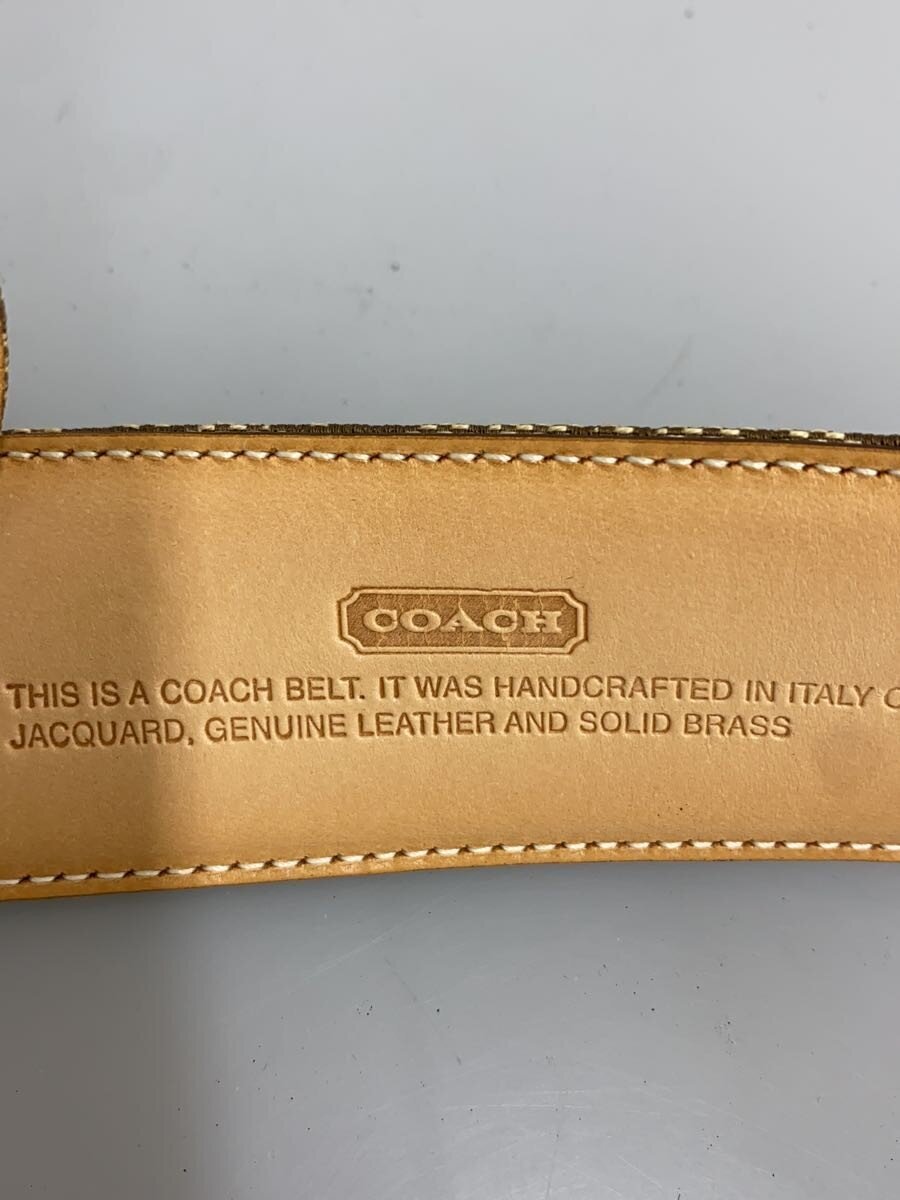 COACH
THIS IS A COACH BELT. IT WAS HANDCRAFTED IN ITALY
JACQUARD, GENUINE LEATHER AND SOLID BRASS